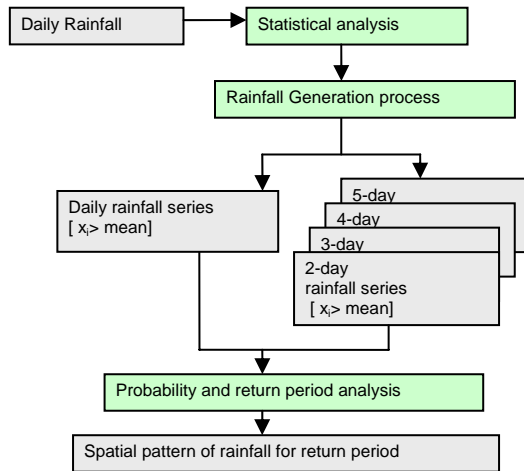 Daily Rainfall
Statistical analysis
Rainfall Generation process
Daily rainfall series
[ xᵢ> mean]
5-day
4-day
3-day
2-day
rainfall series
[ xᵢ> mean]
Probability and return period analysis
Spatial pattern of rainfall for return period